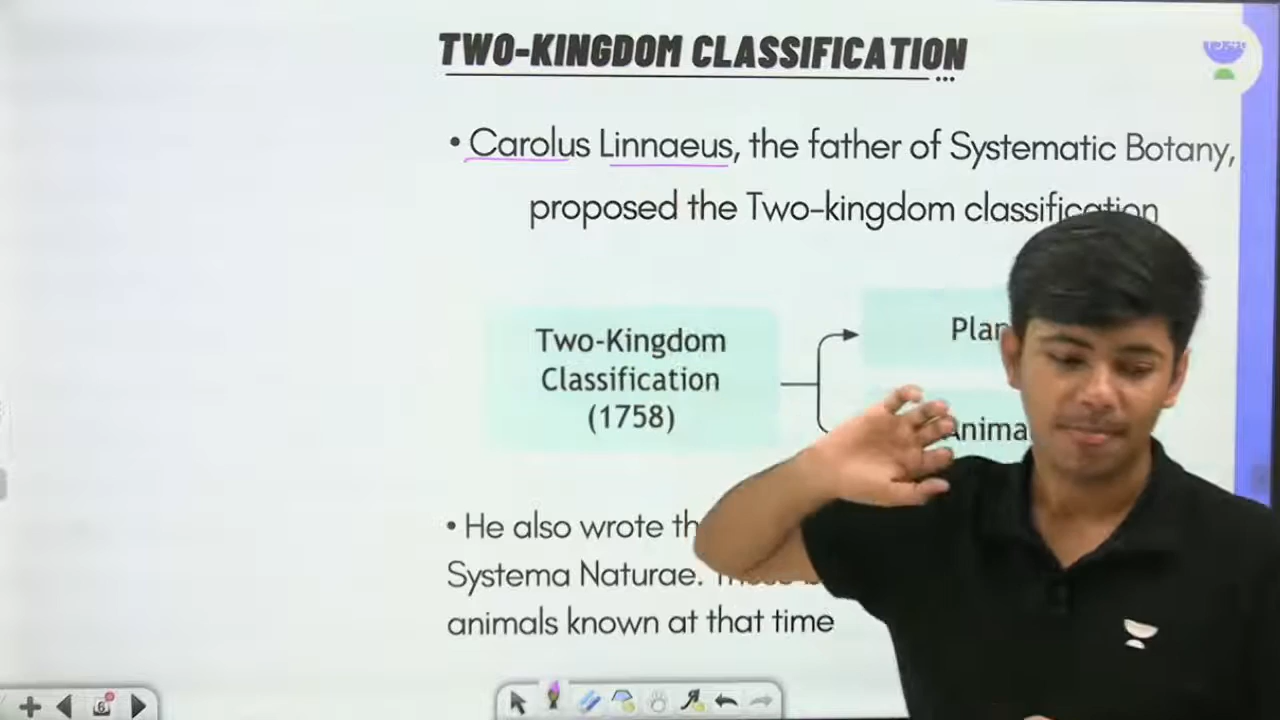 TWO-KINGDOM CLASSIFICATION
• Carolus Linnaeus, the father of Systematic Botany,
proposed the Two-kingdom classification
Two-Kingdom
Classification
(1758)
• He also wrote
Systema Naturae.
animals known at that time
6